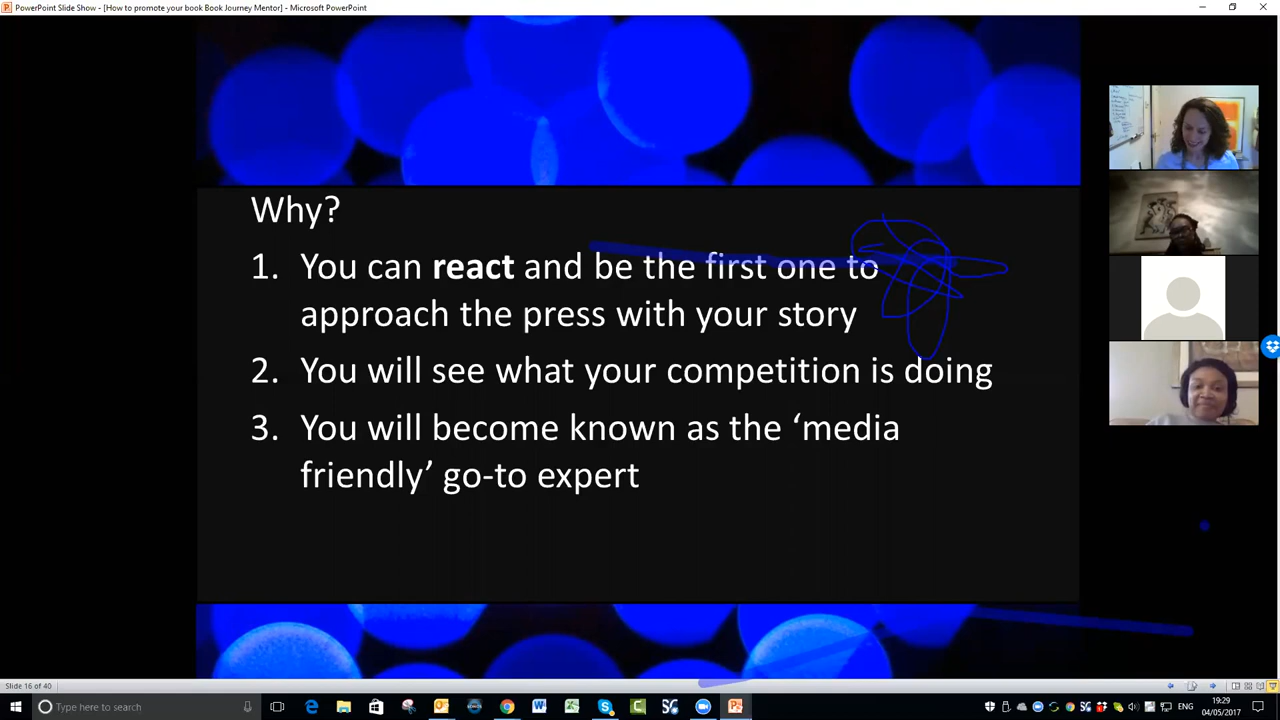 PowerPoint Slide Show - [How to promote your book Book Journey Mentor] - Microsoft PowerPoint
Why?
1. You can react and be the first one to
approach the press with your story
2. You will see what your competition is doing
3. You will become known as the ‘media
friendly’ go-to expert
Slide 16 of 40
Type here to search
19:29
ENG
04/05/2017